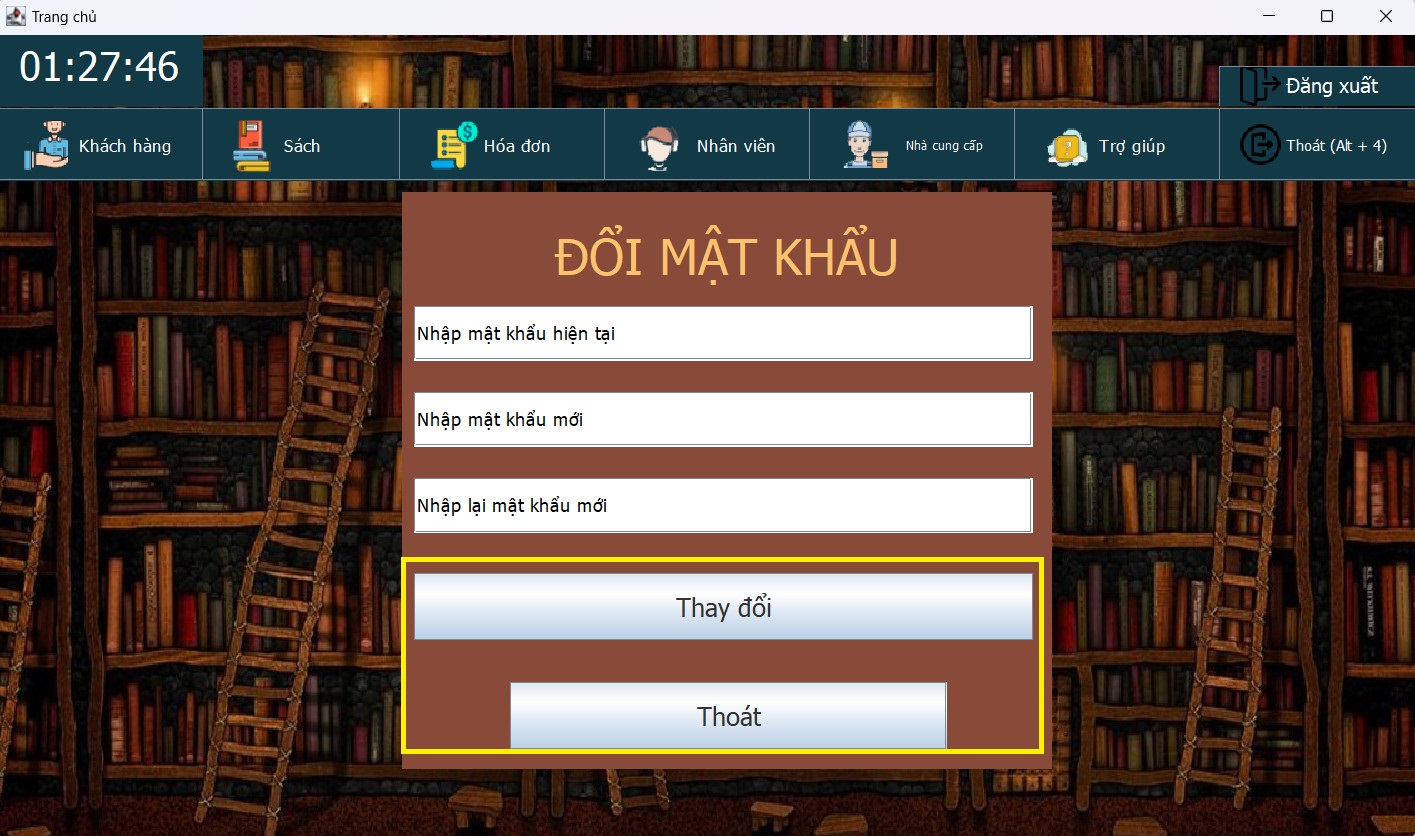 Trang chủ
01:27:46
Đăng xuất
Khách hàng
Sách
Hóa đơn
Nhân viên
Nhà cung cấp
Trợ giúp
Thoát (Alt + 4)
ĐỔI MẬT KHẨU
Nhập mật khẩu hiện tại
Nhập mật khẩu mới
Nhập lại mật khẩu mới
Thay đổi
Thoát